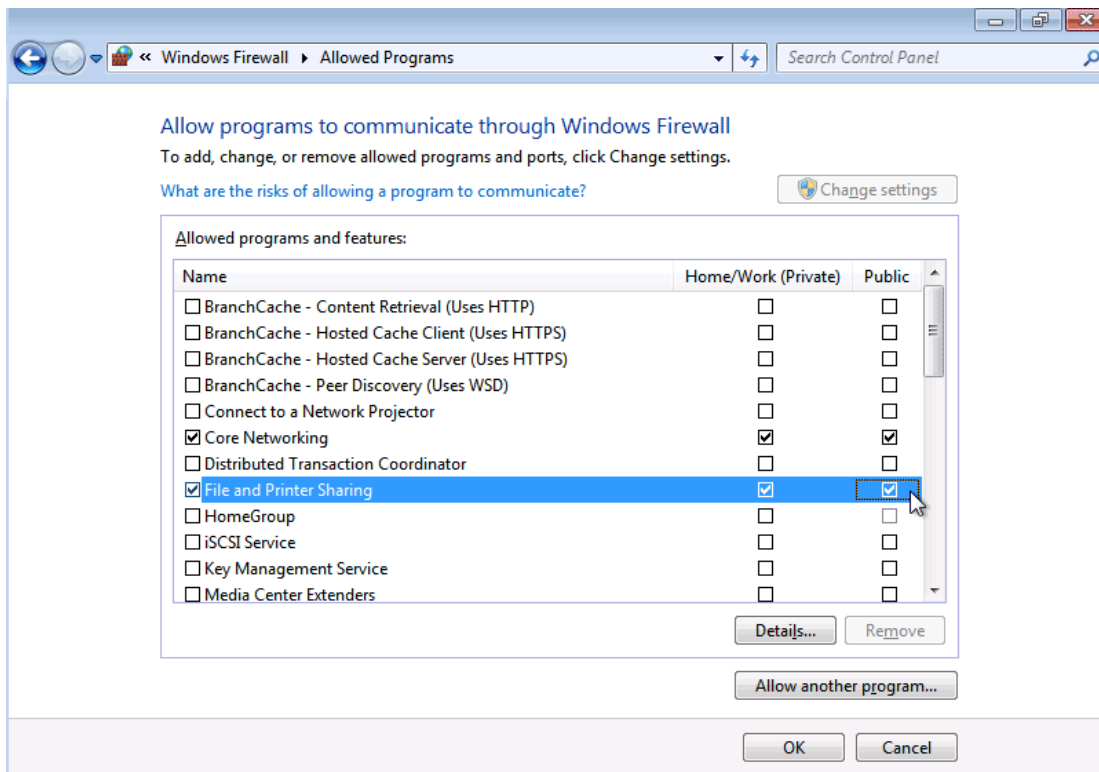 « Windows Firewall ▸ Allowed Programs
Search Control Panel
Allow programs to communicate through Windows Firewall
To add, change, or remove allowed programs and ports, click Change settings.
What are the risks of allowing a program to communicate?
Change settings
Allowed programs and features:
Name Home/Work (Private) Public
BranchCache - Content Retrieval (Uses HTTP)
BranchCache - Hosted Cache Client (Uses HTTPS)
BranchCache - Hosted Cache Server (Uses HTTPS)
BranchCache - Peer Discovery (Uses WSD)
Connect to a Network Projector
Core Networking
Distributed Transaction Coordinator
File and Printer Sharing
HomeGroup
iSCSI Service
Key Management Service
Media Center Extenders
Details... Remove
Allow another program...
OK Cancel